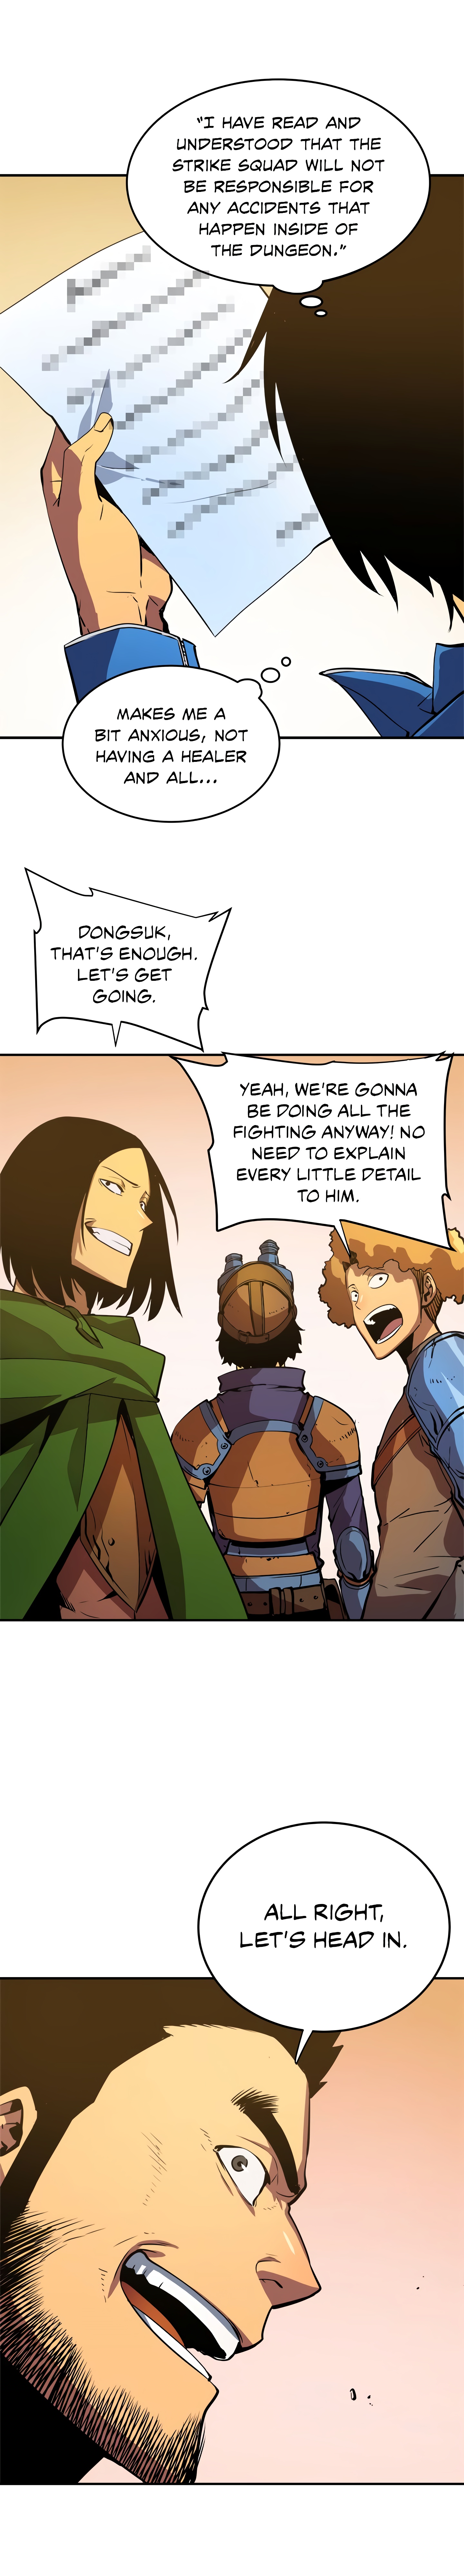 "I HAVE READ AND
UNDERSTOOD THAT THE
STRIKE SQUAD WILL NOT
BE RESPONSIBLE FOR
ANY ACCIDENTS THAT
HAPPEN INSIDE OF
THE DUNGEON."
MAKES ME A
BIT ANXIOUS, NOT
HAVING A HEALER
AND ALL...
DONGSUK,
THAT'S ENOUGH.
LET'S GET
GOING.
YEAH, WE'RE GONNA
BE DOING ALL THE
FIGHTING ANYWAY! NO
NEED TO EXPLAIN
EVERY LITTLE DETAIL
TO HIM.
ALL RIGHT,
LET'S HEAD IN.